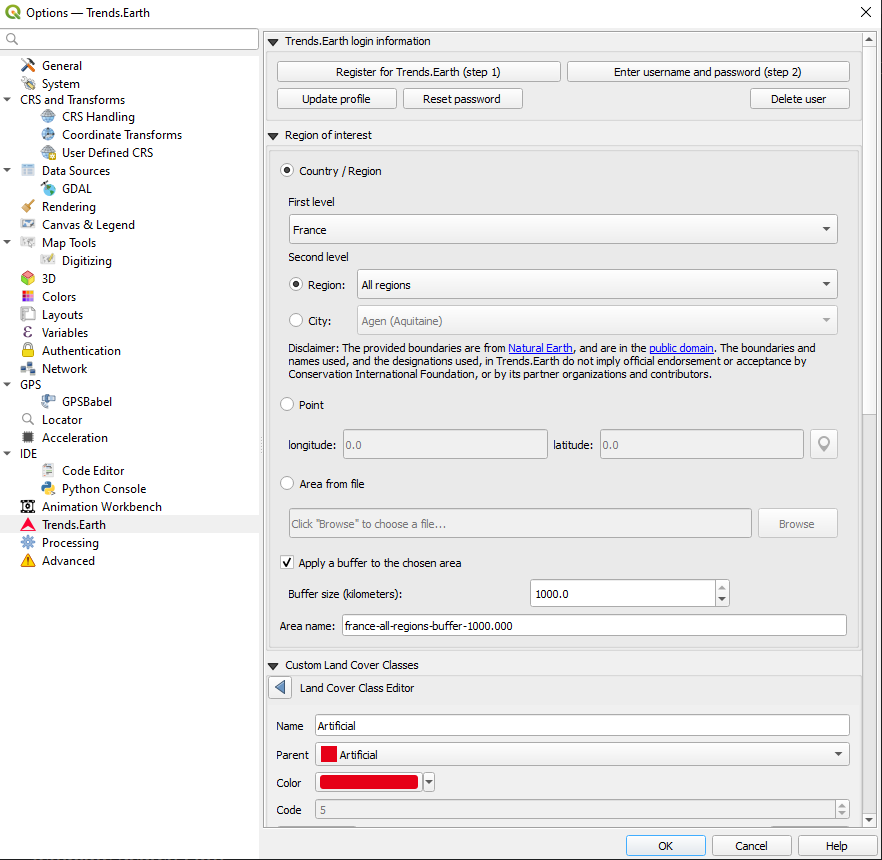 Options — Trends.Earth
General
System
CRS and Transforms
CRS Handling
Coordinate Transforms
User Defined CRS
Data Sources
GDAL
Rendering
Canvas & Legend
Map Tools
Digitizing
3D
Colors
Layouts
Variables
Authentication
Network
GPS
GPSBabel
Locator
Acceleration
IDE
Code Editor
Python Console
Animation Workbench
Trends.Earth
Processing
Advanced
Trends.Earth login information
Register for Trends.Earth (step 1)
Enter username and password (step 2)
Update profile
Reset password
Delete user
Region of interest
Country / Region
First level
France
Second level
Region: All regions
City: Agen (Aquitaine)
Disclaimer: The provided boundaries are from Natural Earth, and are in the public domain. The boundaries and
names used, and the designations used, in Trends.Earth do not imply official endorsement or acceptance by
Conservation International Foundation, or by its partner organizations and contributors.
Point
longitude: 0.0 latitude: 0.0
Area from file
Click "Browse" to choose a file... Browse
Apply a buffer to the chosen area
Buffer size (kilometers): 1000.0
Area name: france-all-regions-buffer-1000.000
Custom Land Cover Classes
Land Cover Class Editor
Name Artificial
Parent Artificial
Color
Code 5
OK Cancel Help